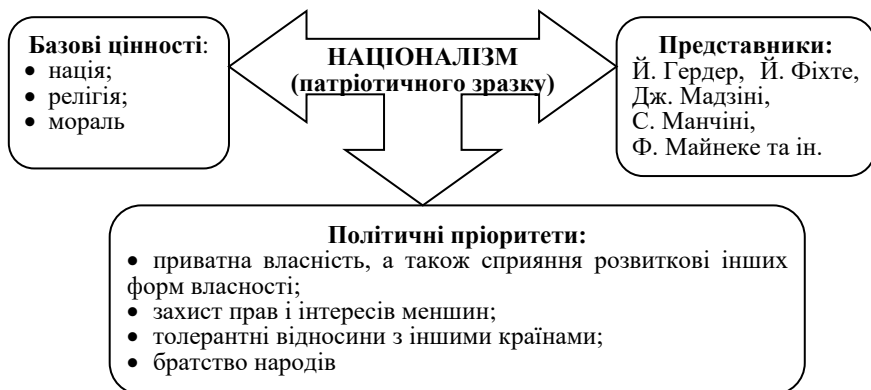 Базові цінності:
• нація;
• релігія;
• мораль
НАЦІОНАЛІЗМ
(патріотичного зразку)
Представники:
Й. Гердер, Й. Фіхте,
Дж. Мадзіні,
С. Манчіні,
Ф. Майнеке та ін.
Політичні пріоритети:
• приватна власність, а також сприяння розвиткові інших
форм власності;
• захист прав і інтересів меншин;
• толерантні відносини з іншими країнами;
• братство народів